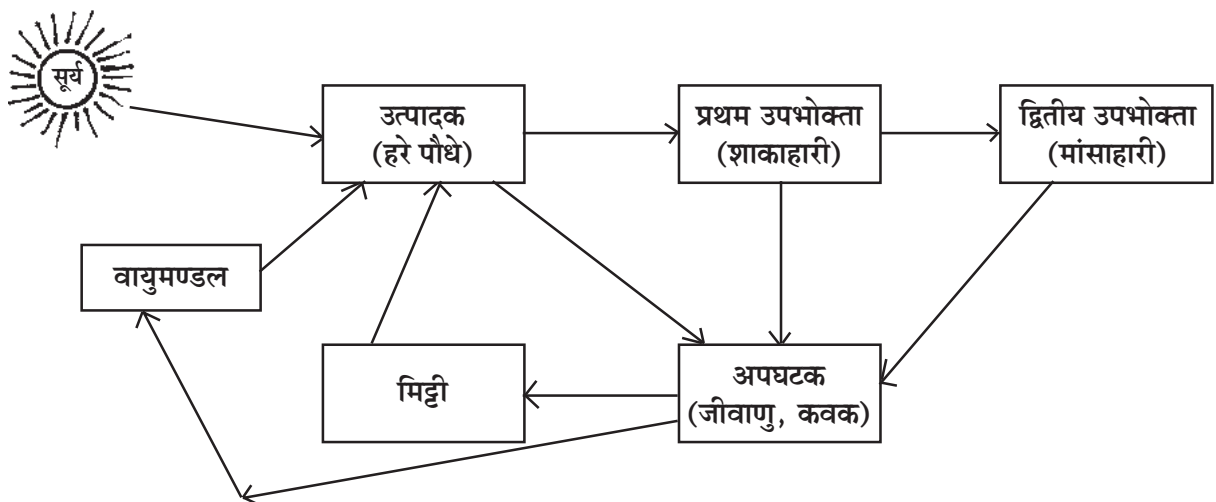 सूर्य
उत्पादक
(हरे पौधे)
प्रथम उपभोक्ता
(शाकाहारी)
द्वितीय उपभोक्ता
(मांसाहारी)
वायुमण्डल
मिट्टी
अपघटक
(जीवाणु, कवक)